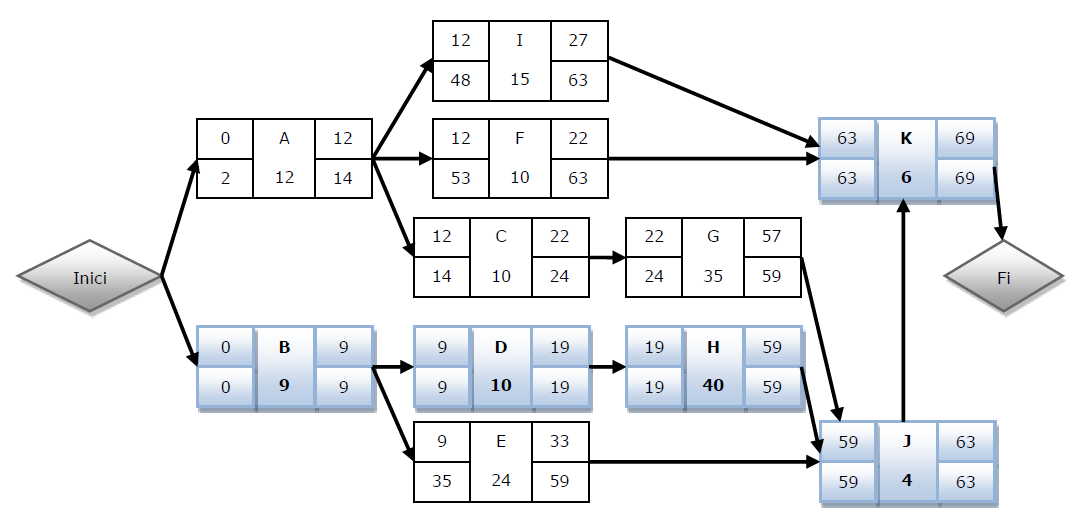 12 I 27
48 15 63
0 A 12
2 12 14
12 F 22
53 10 63
63 K 69
63 6 69
12 C 22
14 10 24
22 G 57
24 35 59
Inici
Fi
0 B 9
0 9 9
9 D 19
9 10 19
19 H 59
19 40 59
9 E 33
35 24 59
59 J 63
59 4 63